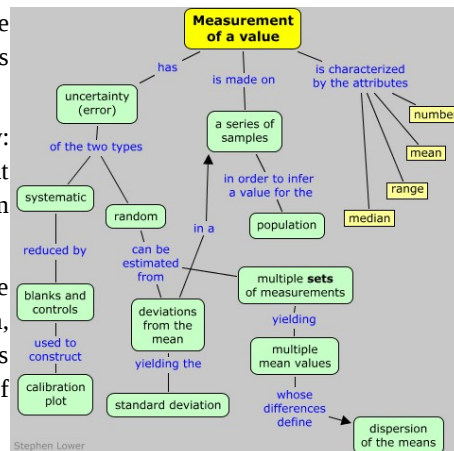 Measurement
of a value
has
is made on
is characterized
by the attributes
uncertainty
(error)
a series of
samples
number
mean
range
median
of the two types
in order to infer
a value for the
systematic
random
population
in a
reduced by
can be
estimated
from
multiple sets
of measurements
blanks and
controls
deviations
from the
mean
yielding
used to
construct
multiple
mean values
yielding the
calibration
plot
standard deviation
whose
differences
define
dispersion
of the means
Stephen Lower